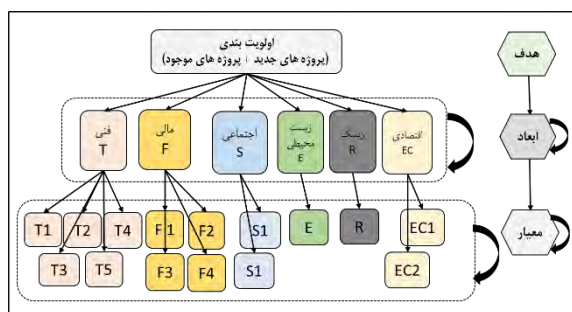 اولویت بندی
(پروژه های جدید + پروژه های موجود)
هدف
فنی
T
مالی
F
اجتماعی
S
زیست
محیطی
E
ریسک
R
اقتصادی
EC
ابعاد
T1
T2
T4
F1
F2
S1
E
R
EC1
معیار
T3
T5
F3
F4
S1
EC2